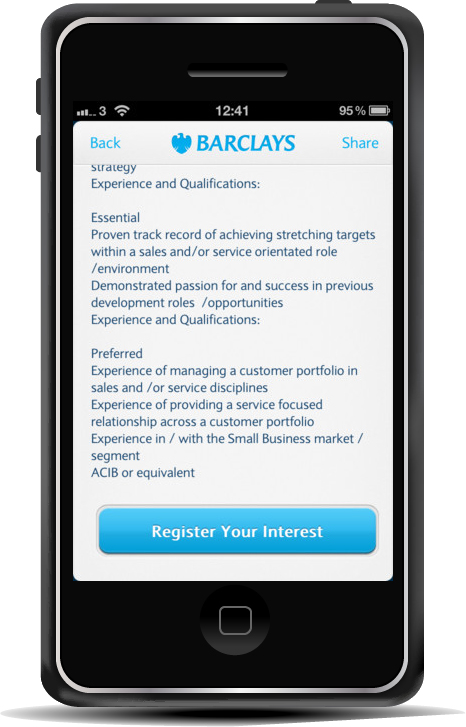 3 12:41 95%
Back BARCLAYS Share
strategy
Experience and Qualifications:
Essential
Proven track record of achieving stretching targets
within a sales and/or service orientated role
/environment
Demonstrated passion for and success in previous
development roles  /opportunities
Experience and Qualifications:
Preferred
Experience of managing a customer portfolio in
sales and /or service disciplines
Experience of providing a service focused
relationship across a customer portfolio
Experience in / with the Small Business market /
segment
ACIB or equivalent
Register Your Interest